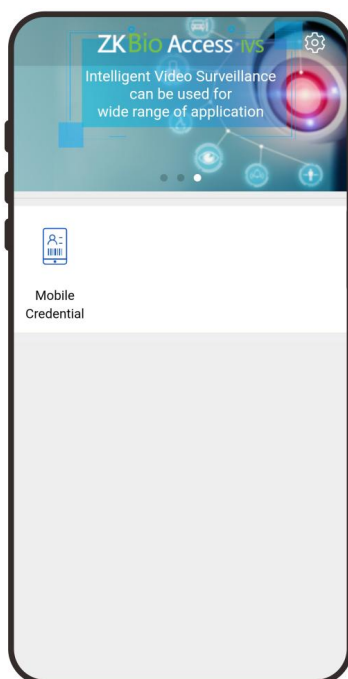 ZKBio Access IVS
Intelligent Video Surveillance
can be used for
wide range of application
Mobile
Credential